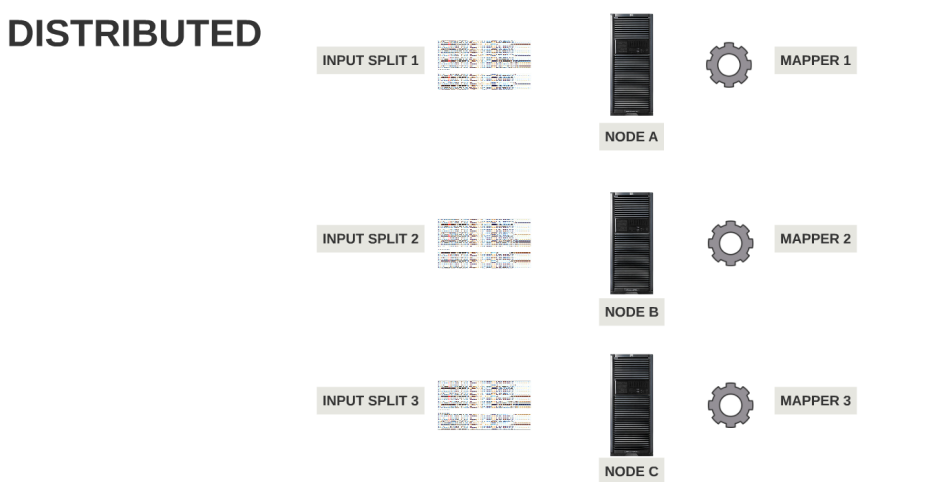 DISTRIBUTED
INPUT SPLIT 1
MAPPER 1
NODE A
INPUT SPLIT 2
MAPPER 2
NODE B
INPUT SPLIT 3
MAPPER 3
NODE C